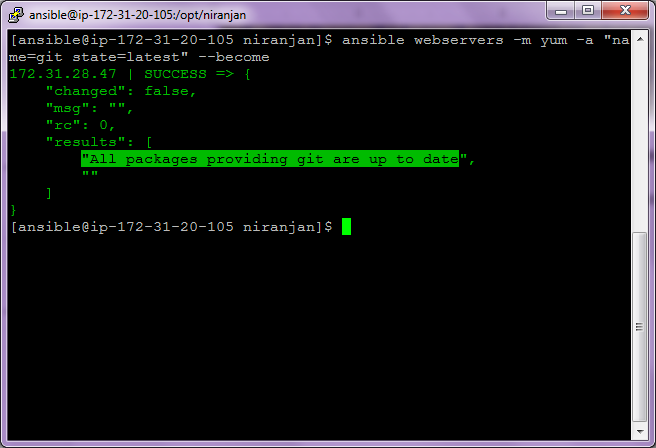 ansible@ip-172-31-20-105:/opt/niranjan
[ansible@ip-172-31-20-105 niranjan]$ ansible webservers -m yum -a "na
me=git state=latest" --become
172.31.28.47 | SUCCESS => {
    "changed": false,
    "msg": "",
    "rc": 0,
    "results": [
        "All packages providing git are up to date",
        ""
    ]
}
[ansible@ip-172-31-20-105 niranjan]$